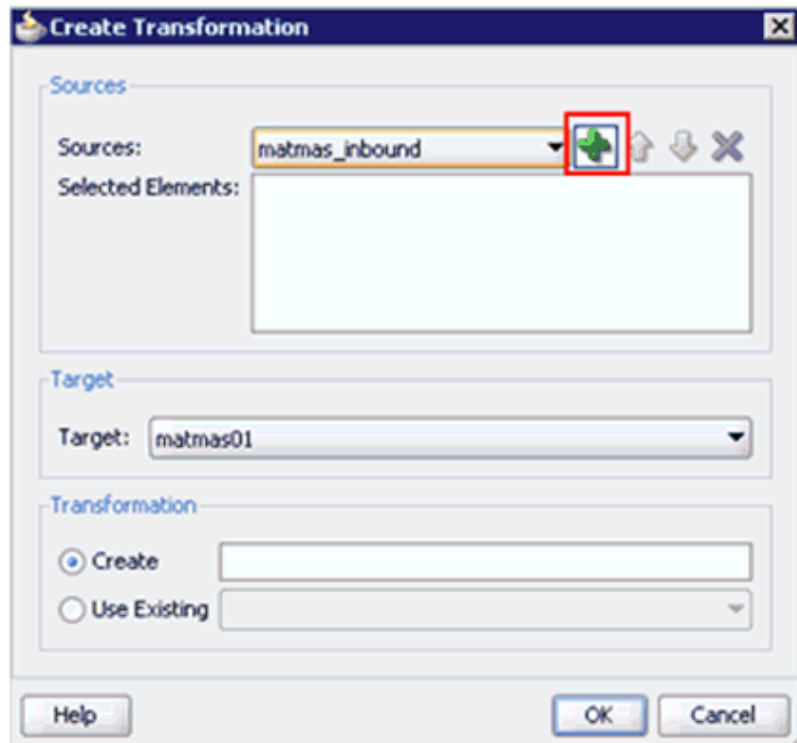 Create Transformation
Sources
Sources: matmas_inbound
Selected Elements:
Target
Target: matmas01
Transformation
Create
Use Existing
Help OK Cancel